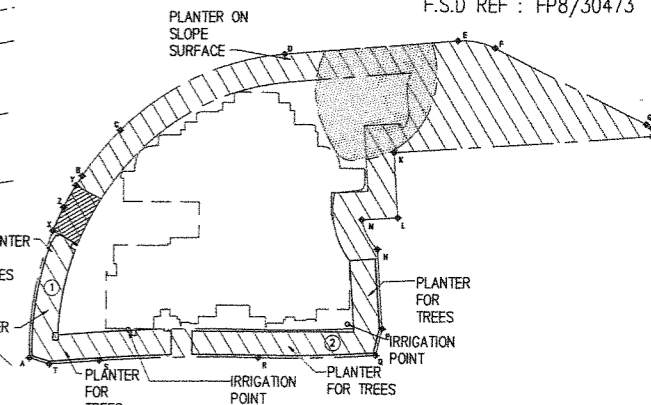 F.S.D REF : FP8/30473
PLANTER ON
SLOPE
SURFACE
D
E
F
G
C
K
B
Y
Z
X
M
L
N
1
PLANTER
FOR
TREES
IRRIGATION
POINT
2
A
T
S
R
Q
PLANTER
FOR
TREES
IRRIGATION
POINT
PLANTER
FOR TREES